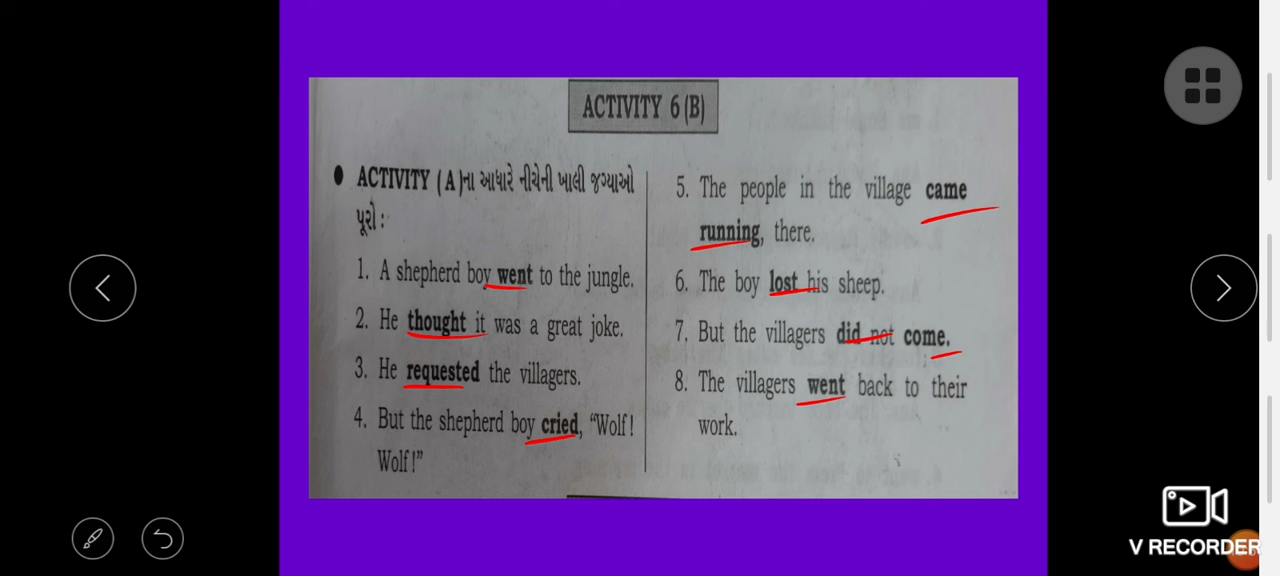 ACTIVITY 6 (B)
● ACTIVITY (A)ના આધારે નીચેની ખાલી જગ્યાઓ
પૂરો :
1. A shepherd boy went to the jungle.
2. He thought it was a great joke.
3. He requested the villagers.
4. But the shepherd boy cried, “Wolf!
Wolf!”
5. The people in the village came
running, there.
6. The boy lost his sheep.
7. But the villagers did not come.
8. The villagers went back to their
work.
V RECORDER